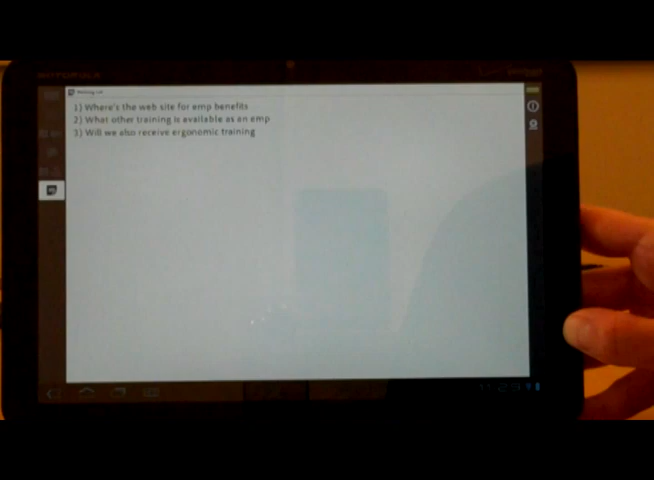 MOTOROLA
1) Where's the web site for emp benefits
2) What other training is available as an emp
3) Will we also receive ergonomic training